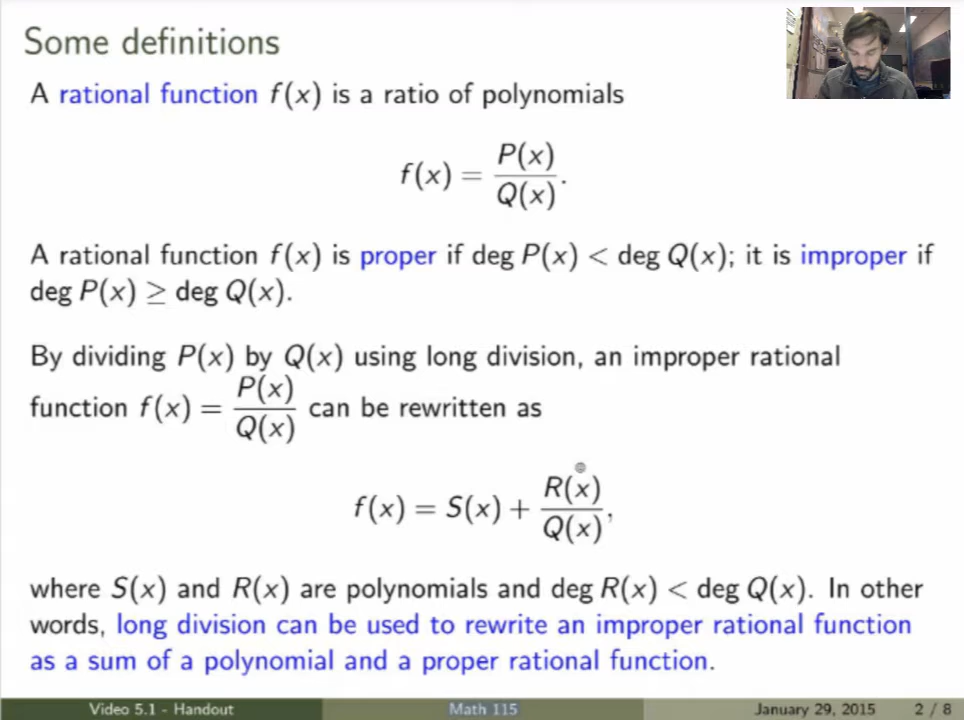 Some definitions
A rational function f(x) is a ratio of polynomials
f(x) = P(x)/Q(x).
A rational function f(x) is proper if deg P(x) < deg Q(x); it is improper if
deg P(x) ≥ deg Q(x).
By dividing P(x) by Q(x) using long division, an improper rational
function f(x) = P(x)/Q(x) can be rewritten as
f(x) = S(x) + R(x)/Q(x),
where S(x) and R(x) are polynomials and deg R(x) < deg Q(x). In other
words, long division can be used to rewrite an improper rational function
as a sum of a polynomial and a proper rational function.
Video 5.1 - Handout Math 115 January 29, 2015 2 / 8